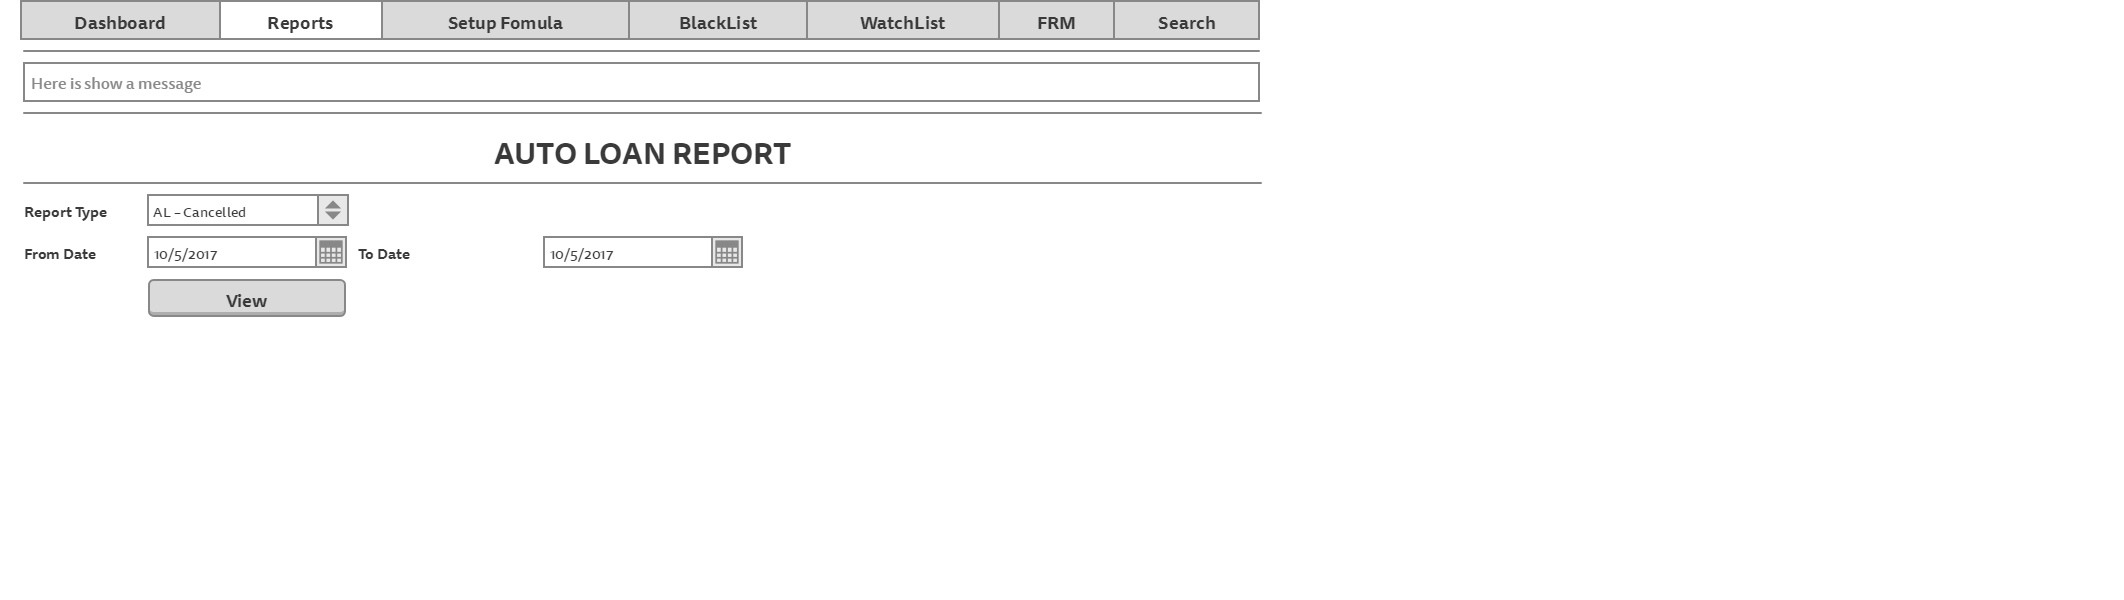 Dashboard Reports Setup Fomula BlackList WatchList FRM Search
Here is show a message
AUTO LOAN REPORT
Report Type AL – Cancelled
From Date 10/5/2017 To Date 10/5/2017
View